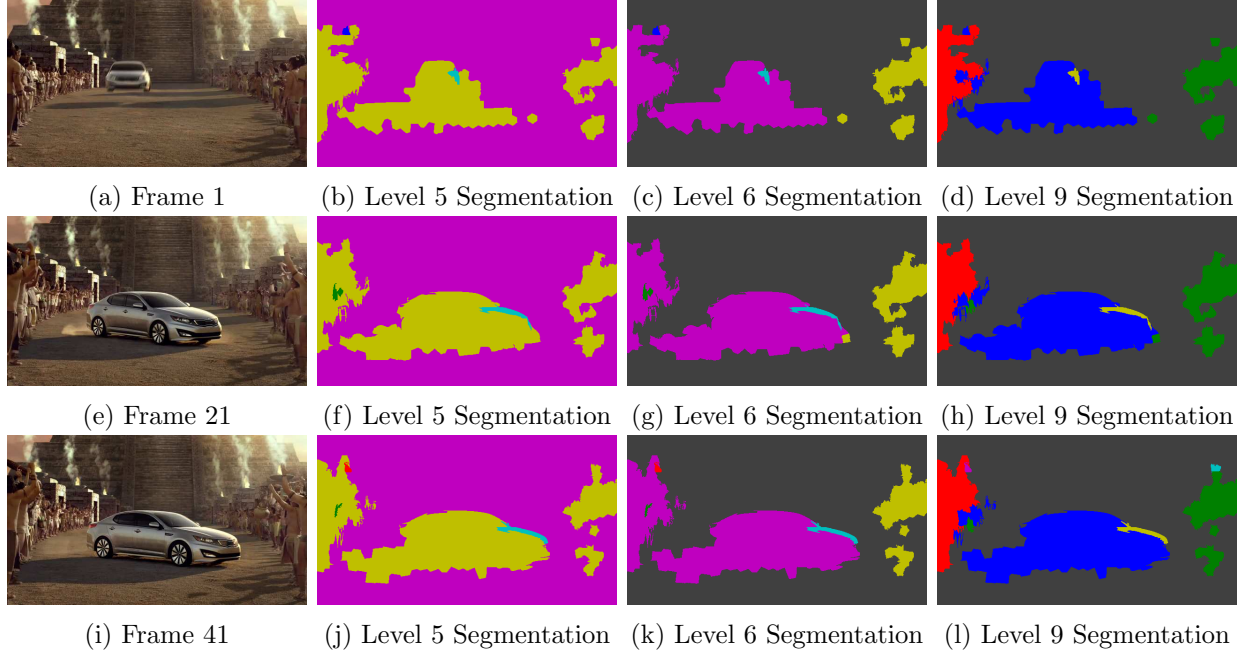 (a) Frame 1
(b) Level 5 Segmentation
(c) Level 6 Segmentation
(d) Level 9 Segmentation
(e) Frame 21
(f) Level 5 Segmentation
(g) Level 6 Segmentation
(h) Level 9 Segmentation
(i) Frame 41
(j) Level 5 Segmentation
(k) Level 6 Segmentation
(l) Level 9 Segmentation